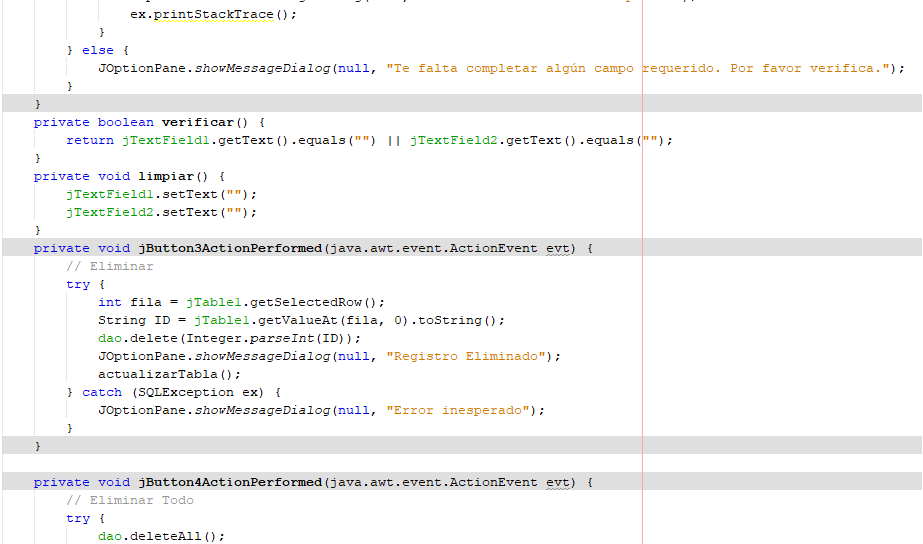 ex.printStackTrace();
}
} else {
JOptionPane.showMessageDialog(null, "Te falta completar algún campo requerido. Por favor verifica.");
}
}
private boolean verificar() {
return jTextField1.getText().equals("") || jTextField2.getText().equals("");
}
private void limpiar() {
jTextField1.setText("");
jTextField2.setText("");
}
private void jButton3ActionPerformed(java.awt.event.ActionEvent evt) {
// Eliminar
try {
int fila = jTable1.getSelectedRow();
String ID = jTable1.getValueAt(fila, 0).toString();
dao.delete(Integer.parseInt(ID));
JOptionPane.showMessageDialog(null, "Registro Eliminado");
actualizarTabla();
} catch (SQLException ex) {
JOptionPane.showMessageDialog(null, "Error inesperado");
}
}
private void jButton4ActionPerformed(java.awt.event.ActionEvent evt) {
// Eliminar Todo
try {
dao.deleteAll();